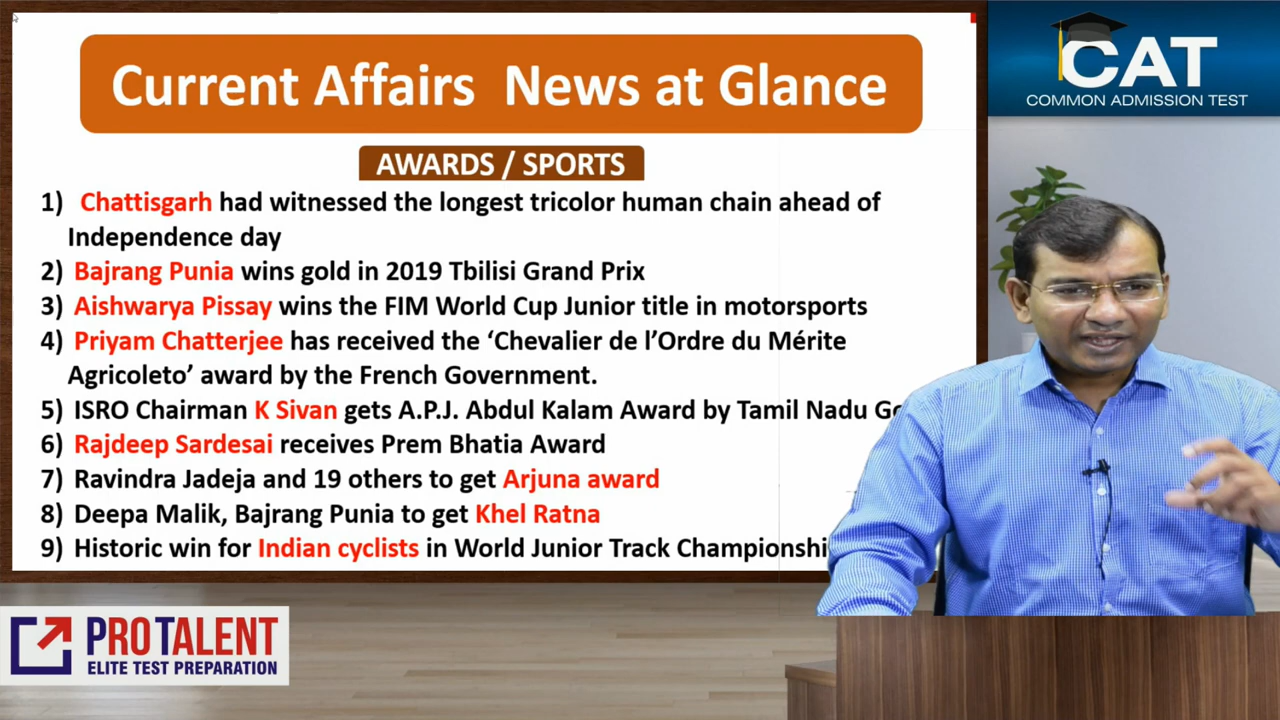 Current Affairs News at Glance
CAT
COMMON ADMISSION TEST
AWARDS / SPORTS
1) Chattisgarh had witnessed the longest tricolor human chain ahead of
Independence day
2) Bajrang Punia wins gold in 2019 Tbilisi Grand Prix
3) Aishwarya Pissay wins the FIM World Cup Junior title in motorsports
4) Priyam Chatterjee has received the ‘Chevalier de l’Ordre du Mérite
Agricoleto’ award by the French Government.
5) ISRO Chairman K Sivan gets A.P.J. Abdul Kalam Award by Tamil Nadu
6) Rajdeep Sardesai receives Prem Bhatia Award
7) Ravindra Jadeja and 19 others to get Arjuna award
8) Deepa Malik, Bajrang Punia to get Khel Ratna
9) Historic win for Indian cyclists in World Junior Track
PROTALENT
ELITE TEST PREPARATION